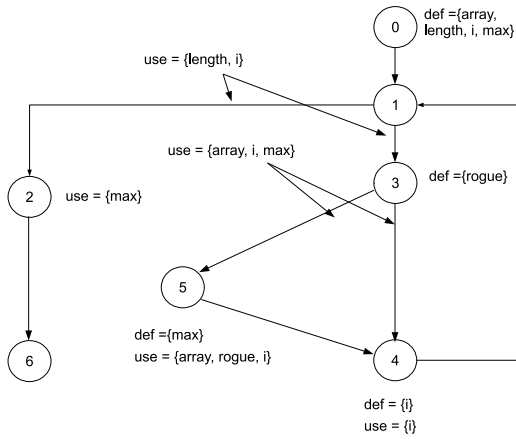 0
def ={array,
length, i, max}
use = {length, i}
1
use = {array, i, max}
2
use = {max}
3
def ={rogue}
5
def ={max}
use = {array, rogue, i}
6
4
def = {i}
use = {i}